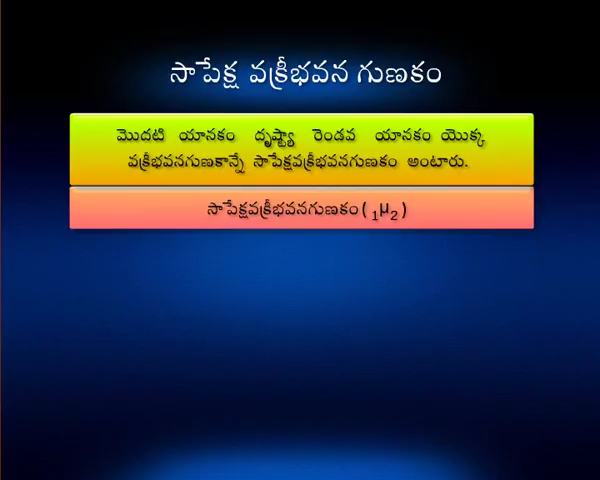 సాపేక్ష వక్రీభవన గుణకం
మొదటి యానకం దృష్ట్యా రెండవ యానకం యొక్క
వక్రీభవనగుణకాన్నే సాపేక్షవక్రీభవనగుణకం అంటారు.
సాపేక్షవక్రీభవనగుణకం ( ₁μ₂ )